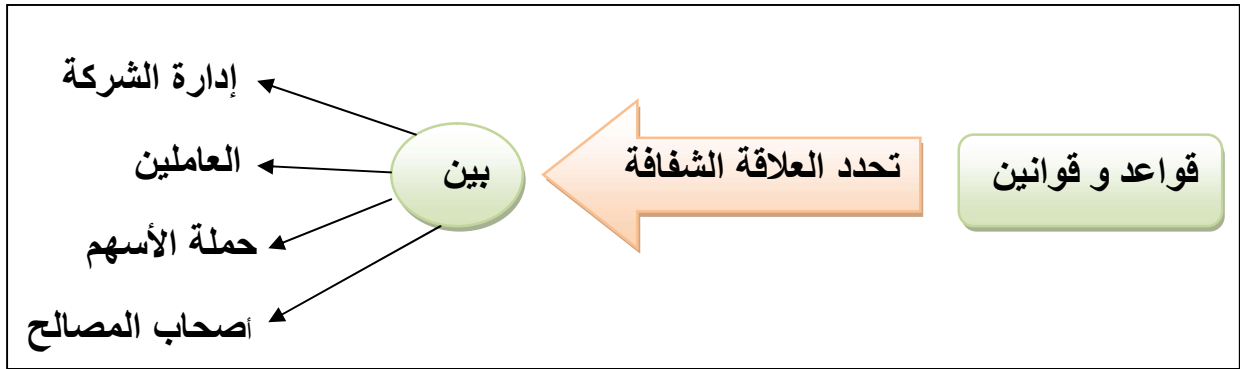 قواعد و قوانين
تحدد العلاقة الشفافة
بين
إدارة الشركة
العاملين
حملة الأسهم
أصحاب المصالح